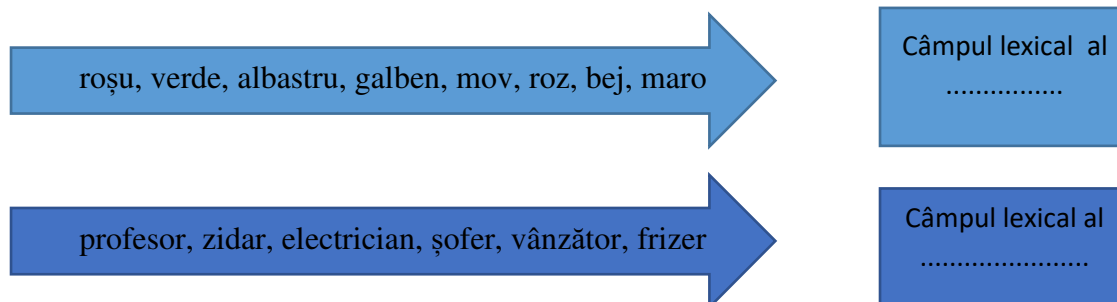 roșu, verde, albastru, galben, mov, roz, bej, maro
Câmpul lexical al
................
profesor, zidar, electrician, șofer, vânzător, frizer
Câmpul lexical al
.......................